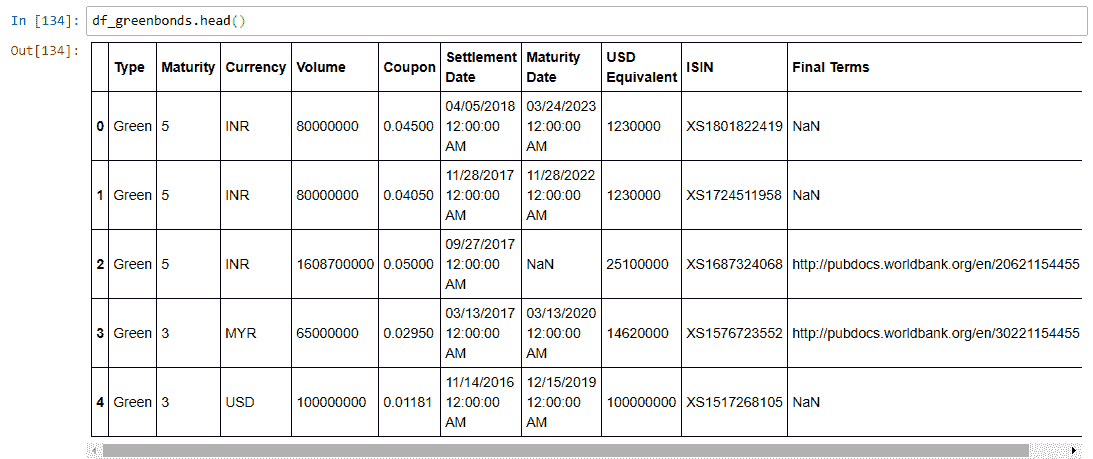 In [134]: df_greenbonds.head()
Out[134]:
Type Maturity Currency Volume Coupon Settlement Date Maturity Date USD Equivalent ISIN Final Terms
0 Green 5 INR 80000000 0.04500 04/05/2018 12:00:00 AM 03/24/2023 12:00:00 AM 1230000 XS1801822419 NaN
1 Green 5 INR 80000000 0.04050 11/28/2017 12:00:00 AM 11/28/2022 12:00:00 AM 1230000 XS1724511958 NaN
2 Green 5 INR 1608700000 0.05000 09/27/2017 12:00:00 AM NaN 25100000 XS1687324068 http://pubdocs.worldbank.org/en/20621154455
3 Green 3 MYR 65000000 0.02950 03/13/2017 12:00:00 AM 03/13/2020 12:00:00 AM 14620000 XS1576723552 http://pubdocs.worldbank.org/en/30221154455
4 Green 3 USD 100000000 0.01181 11/14/2016 12:00:00 AM 12/15/2019 12:00:00 AM 100000000 XS1517268105 NaN